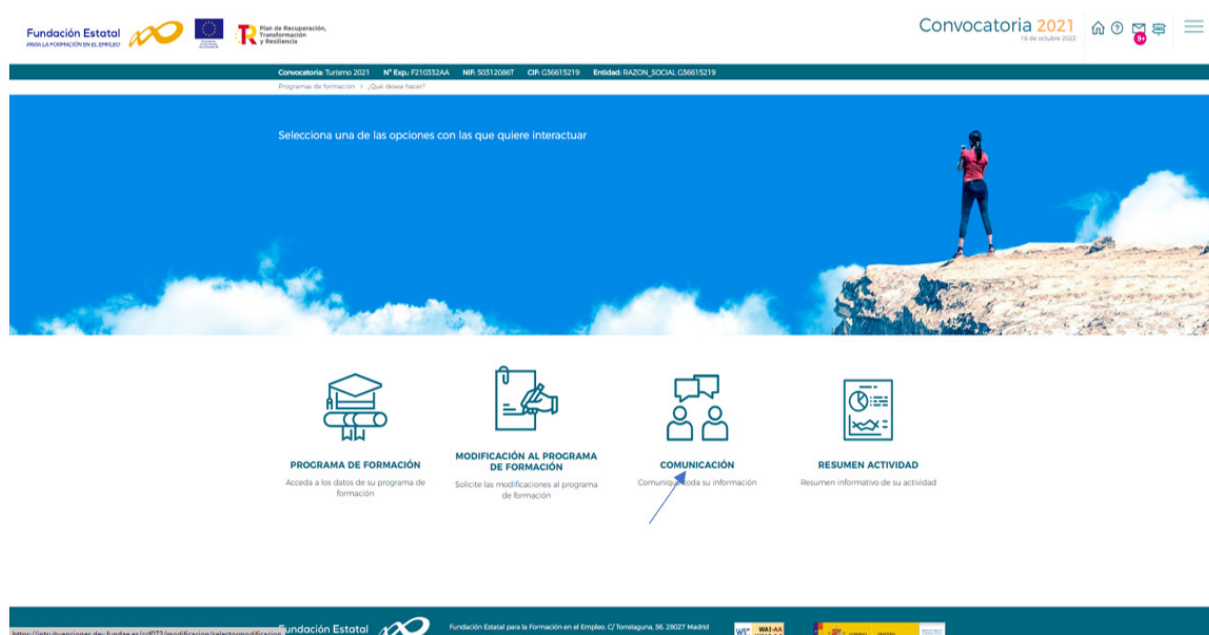 Fundación Estatal
PARA LA FORMACIÓN EN EL EMPLEO
Plan de Recuperación,
Transformación
y Resiliencia
Convocatoria 2021
18 de octubre 2022
9+
Convocatoria: Turismo 2021 Nº Exp.: F210332AA NIF: 50312086T CIF: G36615219 Entidad: RAZON_SOCIAL G36615219
Programas de formación > ¿Qué desea hacer?
Selecciona una de las opciones con las que quiere interactuar
PROGRAMA DE FORMACIÓN
Acceda a los datos de su programa de
formación
MODIFICACIÓN AL PROGRAMA
DE FORMACIÓN
Solicite las modificaciones al programa
de formación
COMUNICACIÓN
Comunique toda su información
RESUMEN ACTIVIDAD
Resumen informativo de su actividad
Fundación Estatal
Fundación Estatal para la Formación en el Empleo. C/ Torrelaguna, 56. 28027 Madrid
W3C WAI-AA